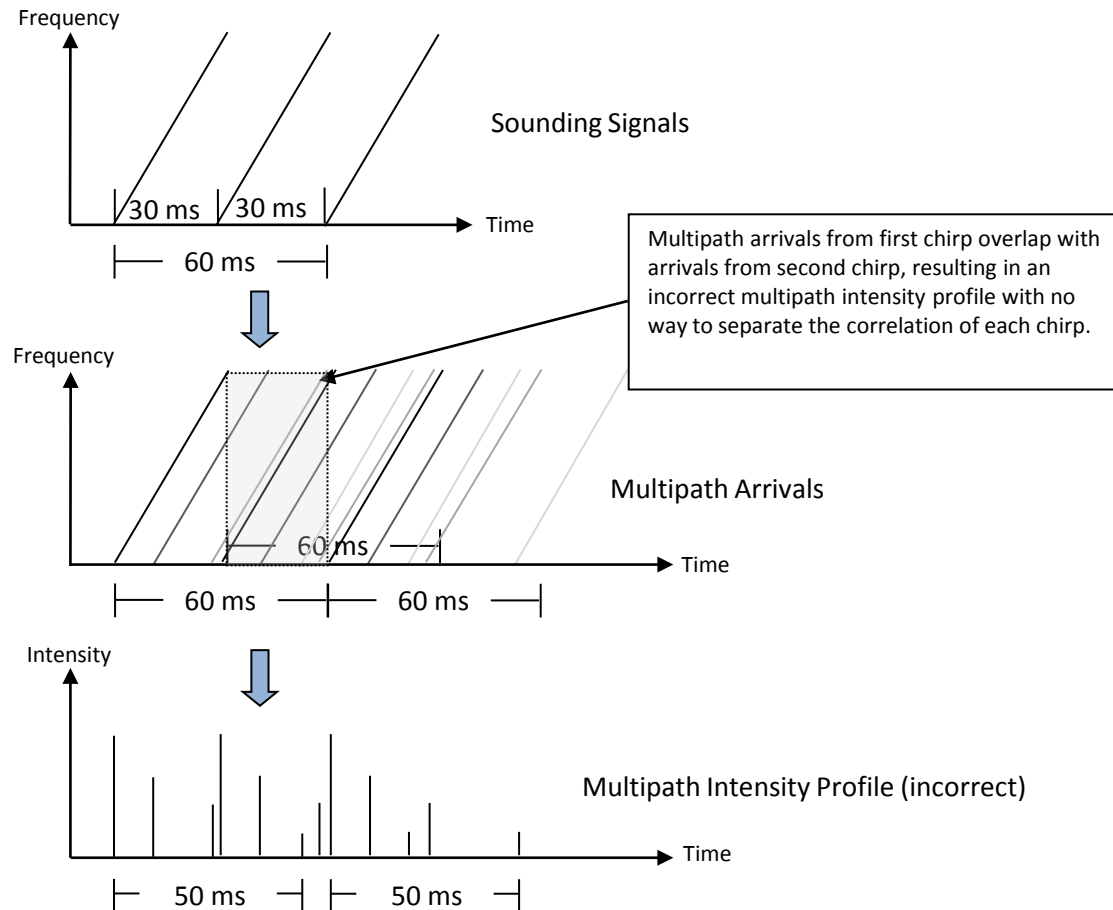 Frequency
Sounding Signals
30 ms 30 ms
Time
60 ms
Multipath arrivals from first chirp overlap with
arrivals from second chirp, resulting in an
incorrect multipath intensity profile with no
way to separate the correlation of each chirp.
Frequency
Multipath Arrivals
60 ms
Time
60 ms 60 ms
Intensity
Multipath Intensity Profile (incorrect)
Time
50 ms 50 ms